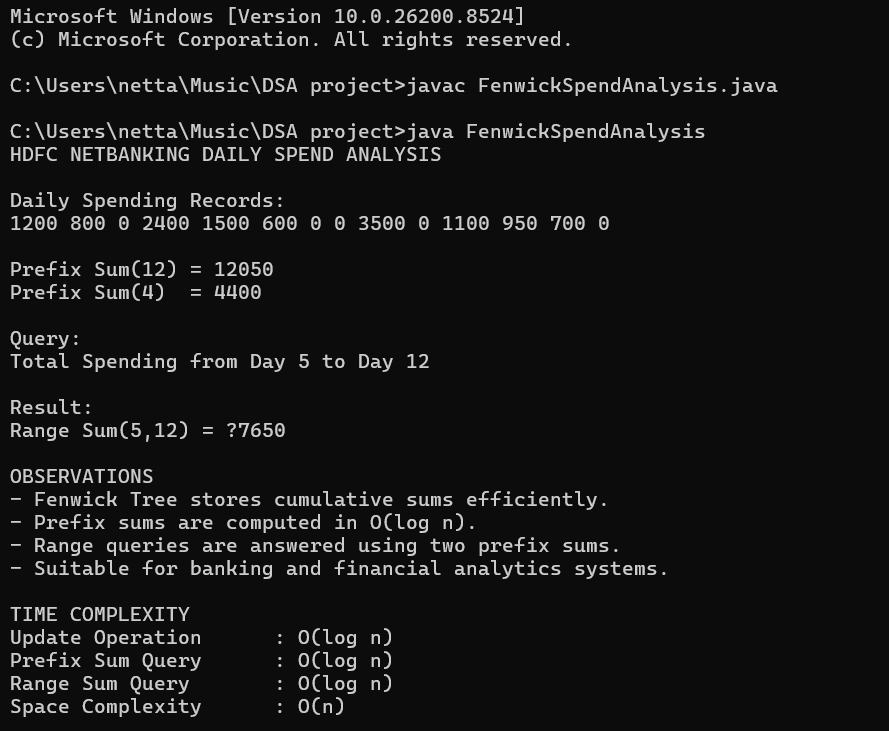 Microsoft Windows [Version 10.0.26200.8524]
(c) Microsoft Corporation. All rights reserved.
C:\Users\netta\Music\DSA project>javac FenwickSpendAnalysis.java
C:\Users\netta\Music\DSA project>java FenwickSpendAnalysis
HDFC NETBANKING DAILY SPEND ANALYSIS
Daily Spending Records:
1200 800 0 2400 1500 600 0 0 3500 0 1100 950 700 0
Prefix Sum(12) = 12050
Prefix Sum(4)  = 4400
Query:
Total Spending from Day 5 to Day 12
Result:
Range Sum(5,12) = ?7650
OBSERVATIONS
- Fenwick Tree stores cumulative sums efficiently.
- Prefix sums are computed in O(log n).
- Range queries are answered using two prefix sums.
- Suitable for banking and financial analytics systems.
TIME COMPLEXITY
Update Operation      : O(log n)
Prefix Sum Query      : O(log n)
Range Sum Query       : O(log n)
Space Complexity      : O(n)